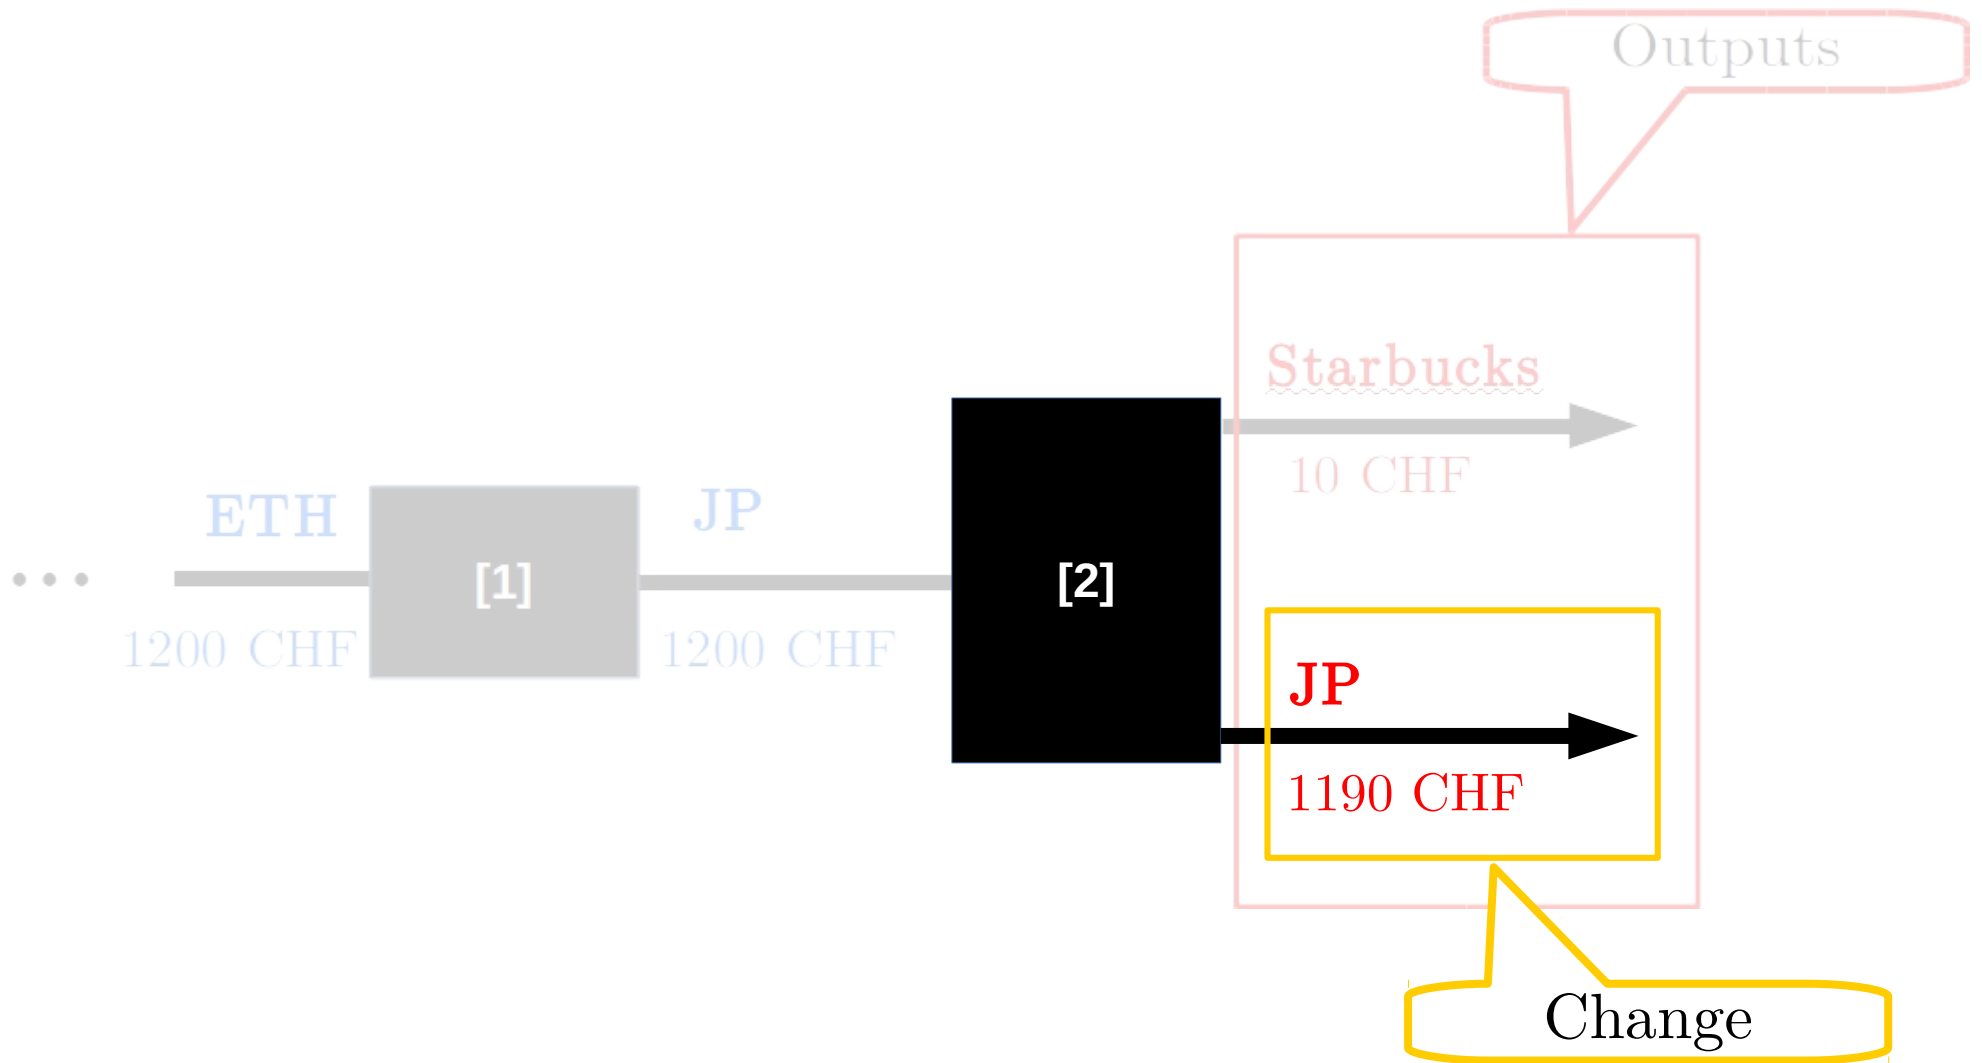 Outputs
Starbucks
10 CHF
ETH
[1]
JP
[2]
1200 CHF
1200 CHF
JP
1190 CHF
Change